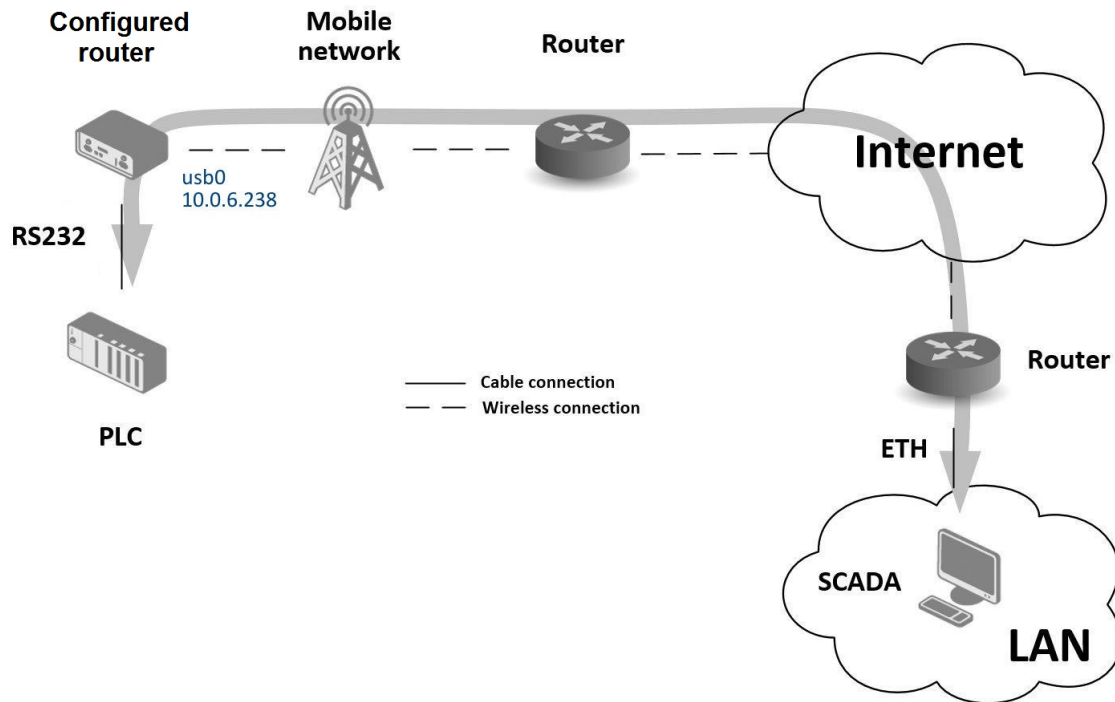 Configured
router
Mobile
network
Router
Internet
usb0
10.0.6.238
RS232
Router
Cable connection
Wireless connection
PLC
ETH
SCADA
LAN